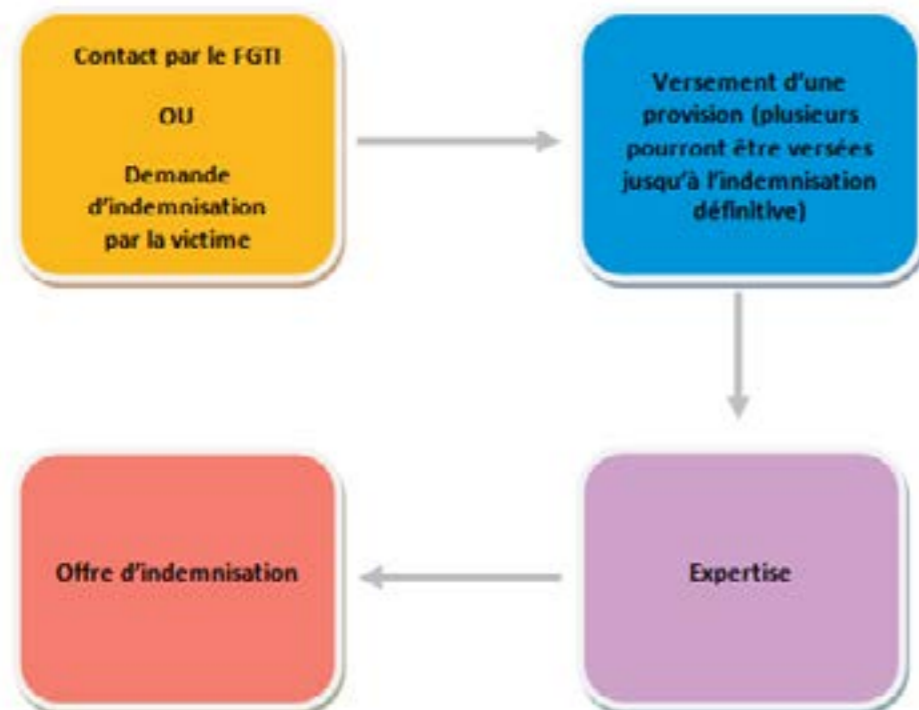 Contact par le FGTI
OU
Demande
d'indemnisation
par la victime
Versement d'une
provision (plusieurs
pourront être versées
jusqu'à l'indemnisation
définitive)
Expertise
Offre d'indemnisation